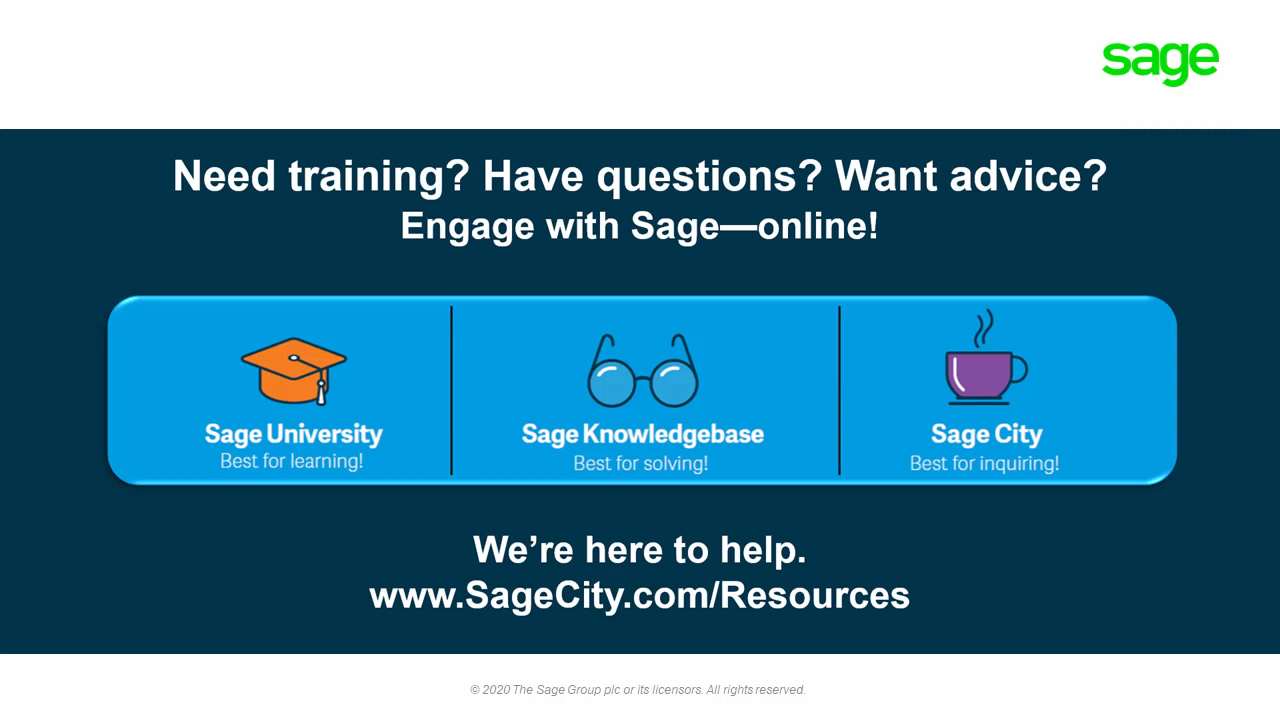 sage
Need training? Have questions? Want advice?
Engage with Sage—online!
Sage University
Best for learning!
Sage Knowledgebase
Best for solving!
Sage City
Best for inquiring!
We’re here to help.
www.SageCity.com/Resources
© 2020 The Sage Group plc or its licensors. All rights reserved.